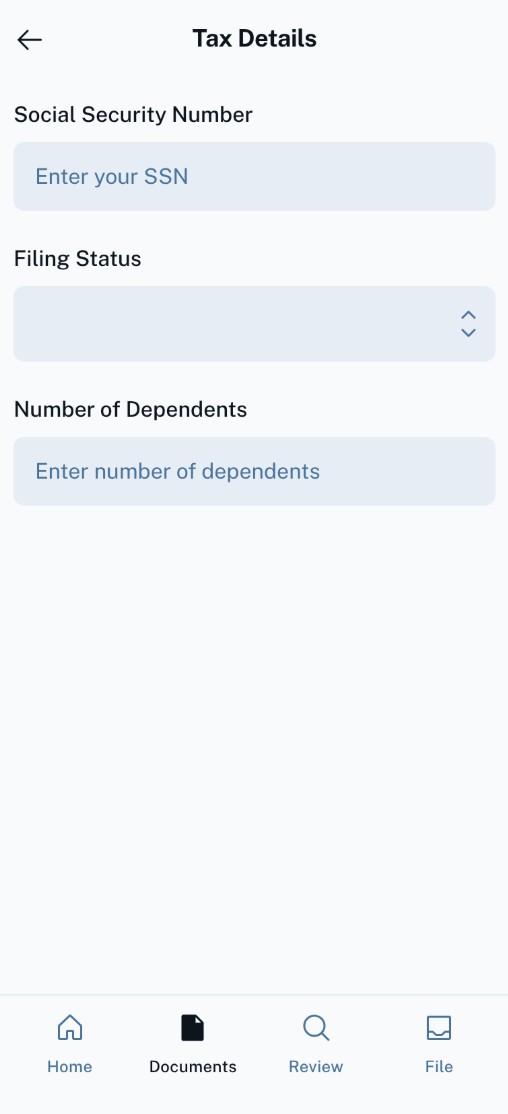 Tax Details
Social Security Number
Enter your SSN
Filing Status
Number of Dependents
Enter number of dependents
Home
Documents
Review
File